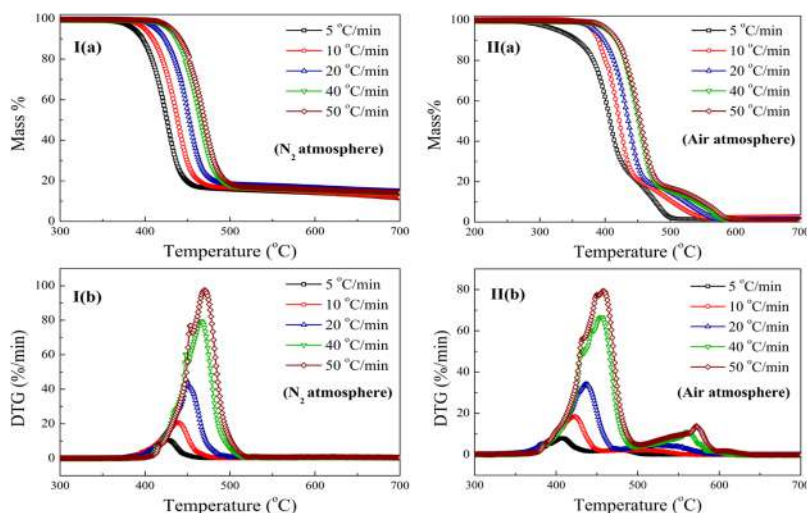 I(a)
5 °C/min
10 °C/min
20 °C/min
40 °C/min
50 °C/min
(N2 atmosphere)
Mass %
100
80
60
40
20
0
300 400 500 600 700
Temperature (°C)
II(a)
5 °C/min
10 °C/min
20 °C/min
40 °C/min
50 °C/min
(Air atmosphere)
Mass%
100
80
60
40
20
0
200 300 400 500 600 700
Temperature (°C)
I(b)
5 °C/min
10 °C/min
20 °C/min
40 °C/min
50 °C/min
(N2 atmosphere)
DTG (%/min)
100
80
60
40
20
0
300 400 500 600 700
Temperature (°C)
II(b)
5 °C/min
10 °C/min
20 °C/min
40 °C/min
50 °C/min
(Air atmosphere)
DTG (%/min)
80
60
40
20
0
200 300 400 500 600 700
Temperature (°C)